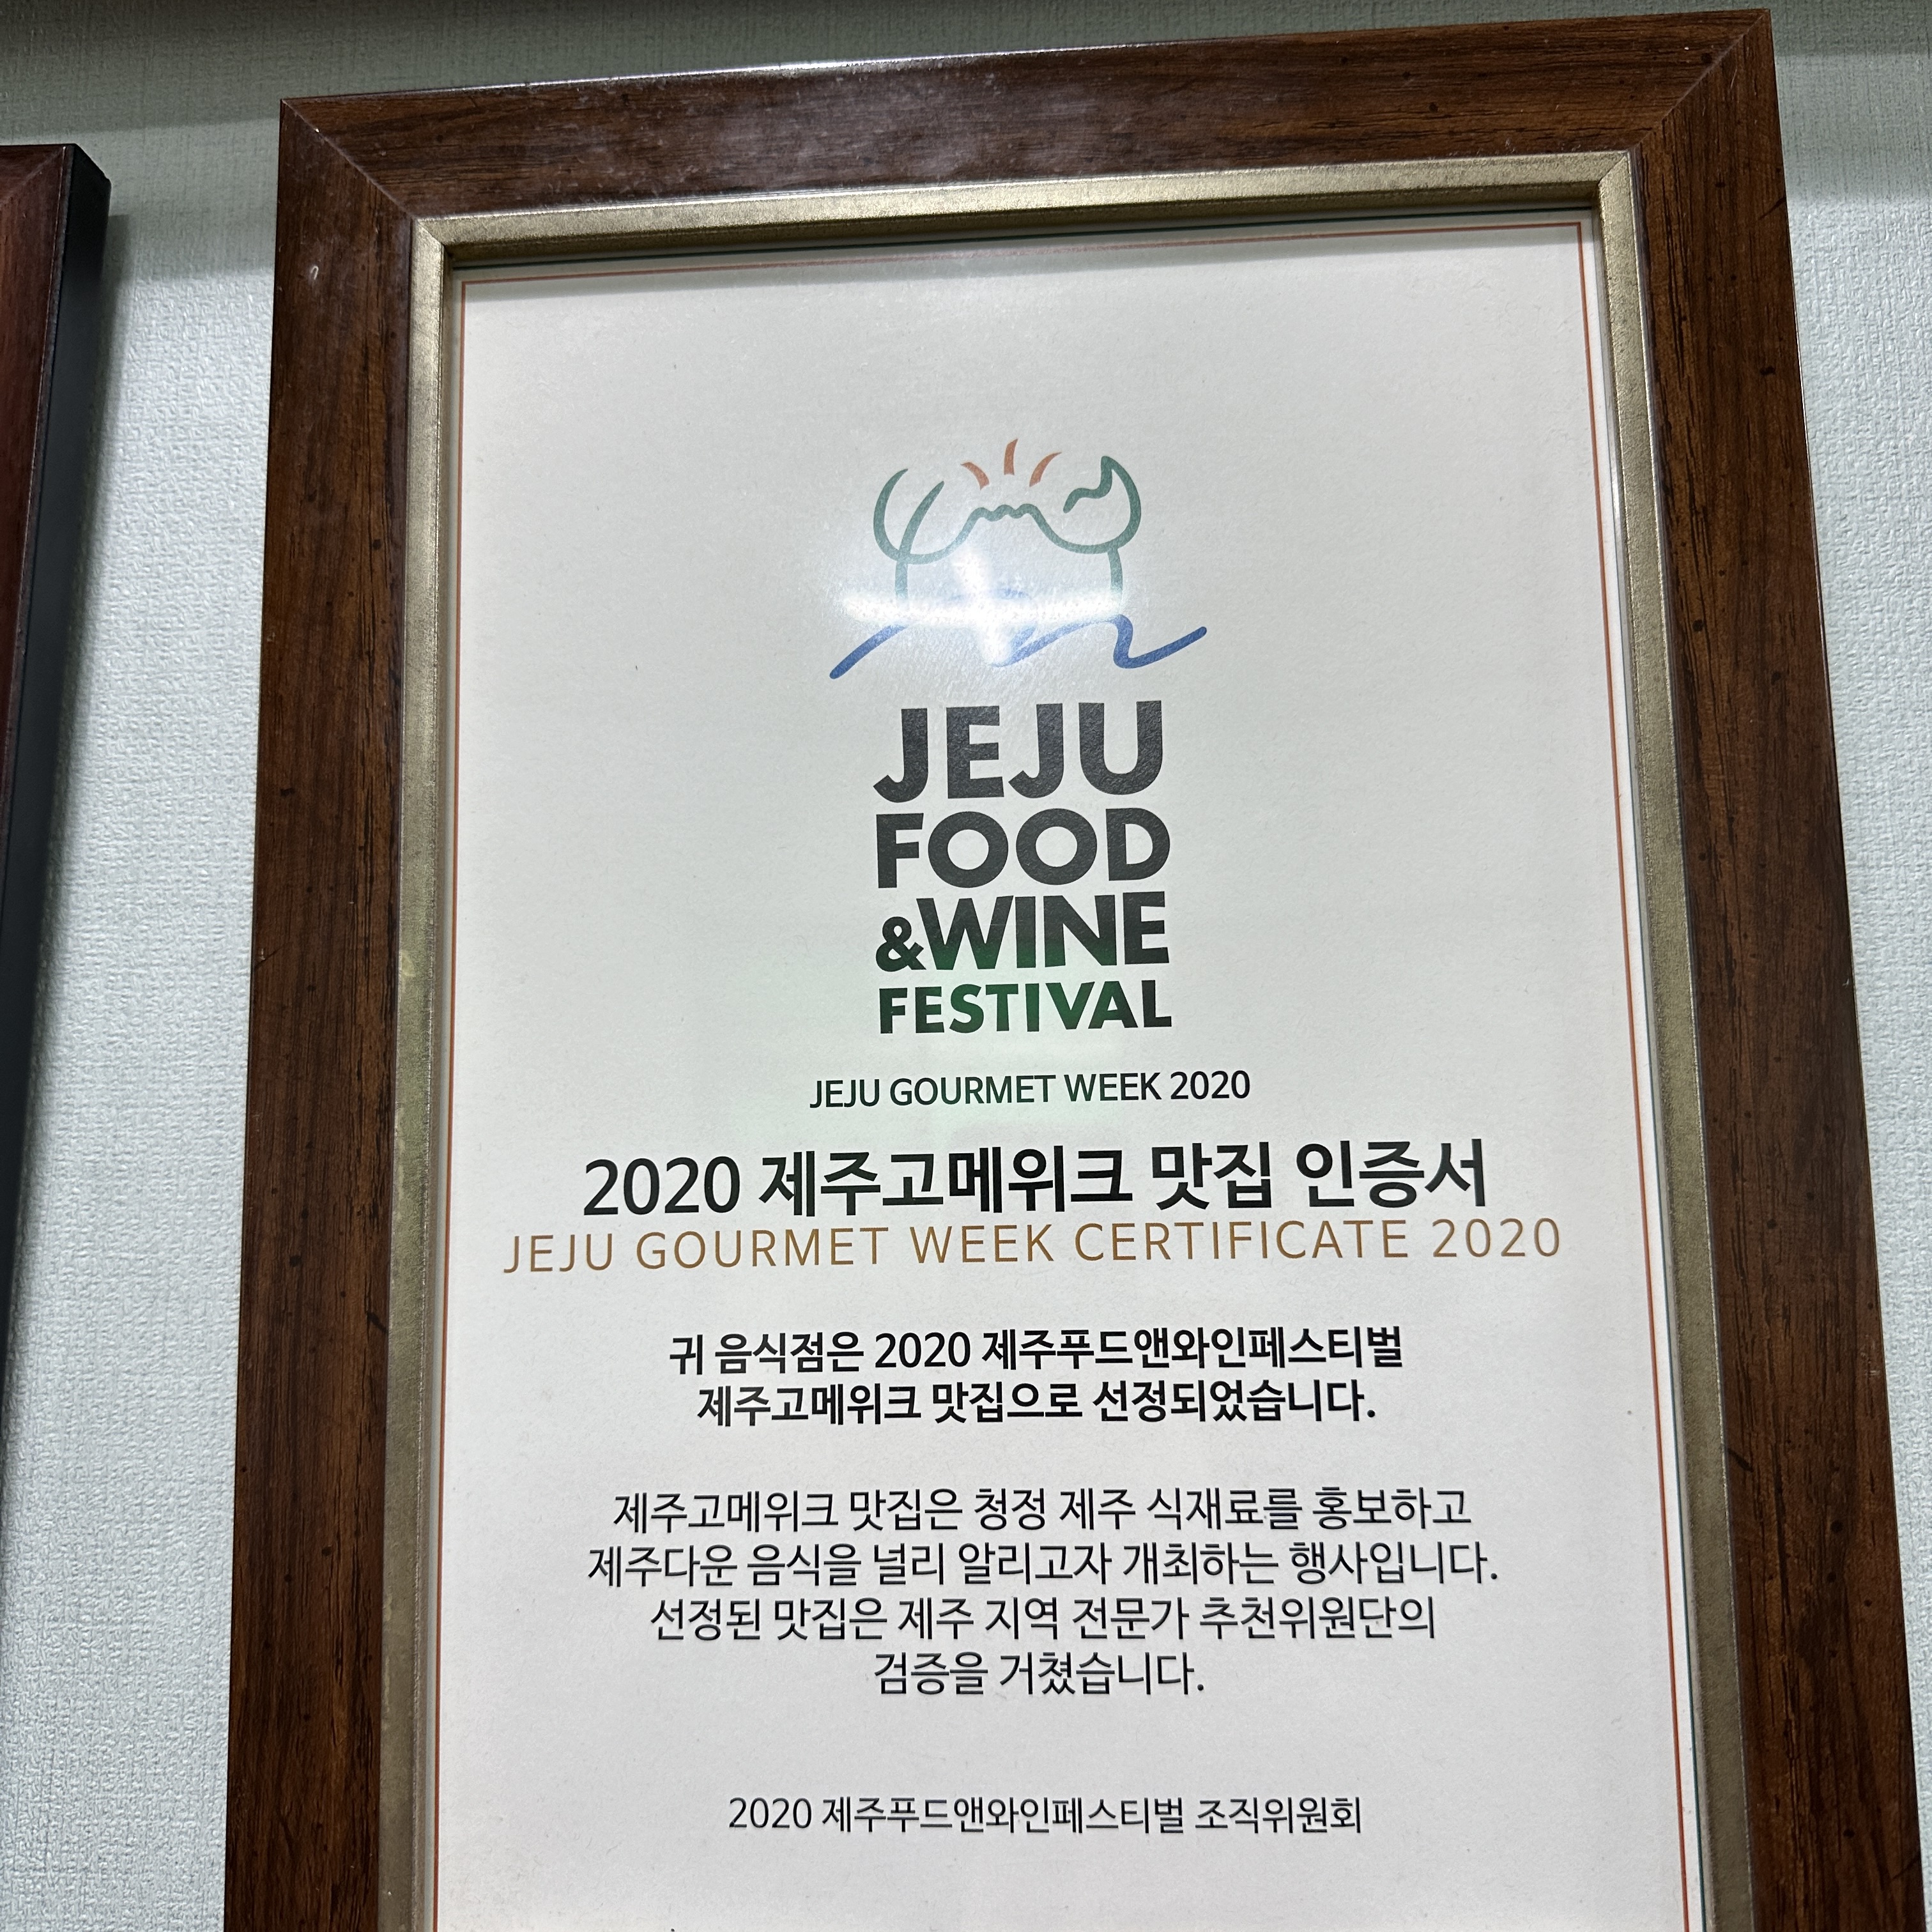 JEJU
FOOD
&WINE
FESTIVAL
JEJU GOURMET WEEK 2020
2020 제주고메위크 맛집 인증서
JEJU GOURMET WEEK CERTIFICATE 2020
귀 음식점은 2020 제주푸드앤와인페스티벌
제주고메위크 맛집으로 선정되었습니다.
제주고메위크 맛집은 청정 제주 식재료를 홍보하고
제주다운 음식을 널리 알리고자 개최하는 행사입니다.
선정된 맛집은 제주 지역 전문가 추천위원단의
검증을 거쳤습니다.
2020 제주푸드앤와인페스티벌 조직위원회